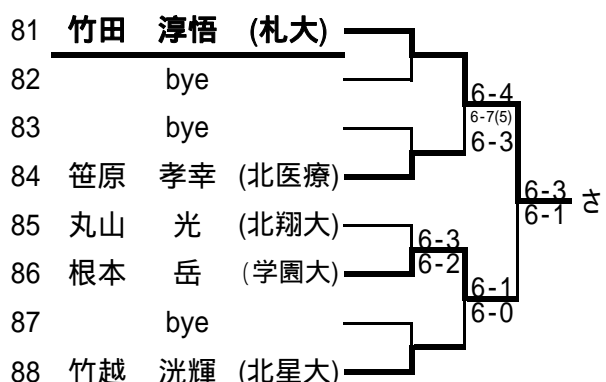 81 竹田 淳悟 (札大)
82 bye
6-4
83 bye
6-7(5)
6-3
84 笹原 孝幸 (北医療)
6-3
さ
6-1
85 丸山 光 (北翔大)
6-3
86 根本 岳 (学園大)
6-2
6-1
87 bye
6-0
88 竹越 洸輝 (北星大)